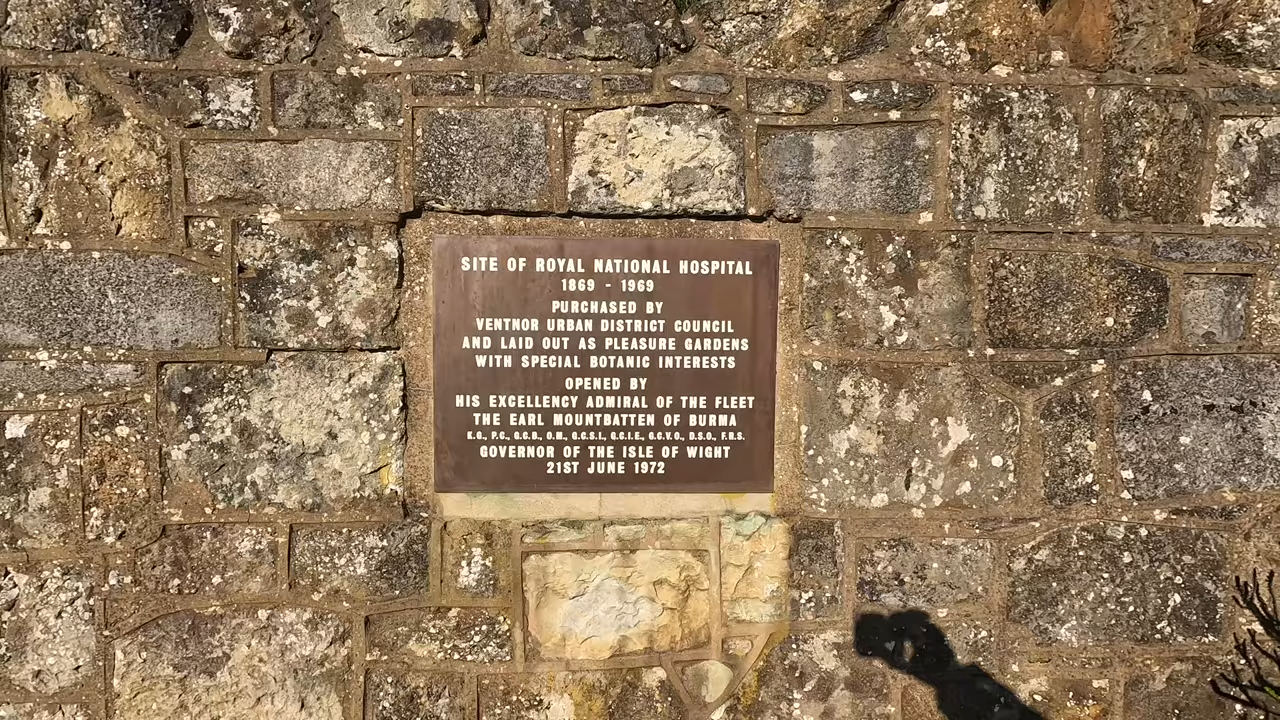 SITE OF ROYAL NATIONAL HOSPITAL
1869 - 1969
PURCHASED BY
VENTNOR URBAN DISTRICT COUNCIL
AND LAID OUT AS PLEASURE GARDENS
WITH SPECIAL BOTANIC INTERESTS
OPENED BY
HIS EXCELLENCY ADMIRAL OF THE FLEET
THE EARL MOUNTBATTEN OF BURMA
K.G., P.C., G.C.B., O.M., G.C.S.I., G.C.I.E., G.C.V.O., D.S.O., F.R.S.
GOVERNOR OF THE ISLE OF WIGHT
21ST JUNE 1972